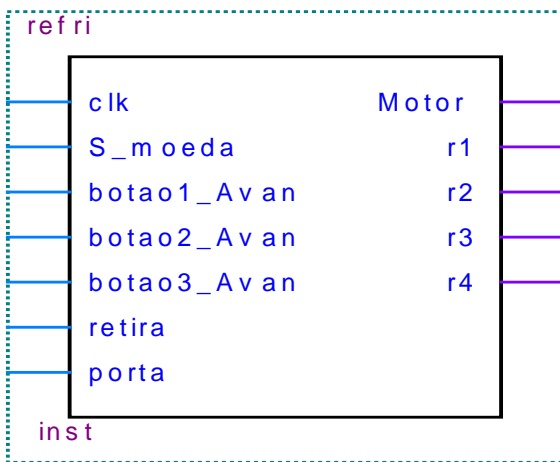 refri
clk Motor
S_moeda r1
botao1_Avan r2
botao2_Avan r3
botao3_Avan r4
retira
porta
inst